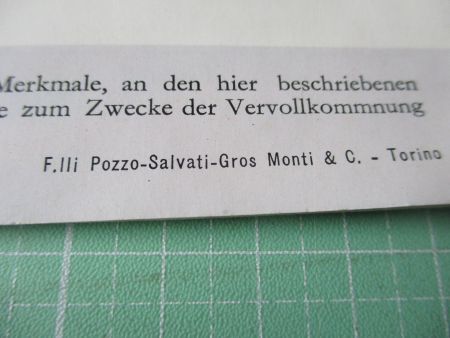 Merkmale, an den hier beschriebenen
e zum Zwecke der Vervollkommnung
F.lli Pozzo-Salvati-Gros Monti & C. - Torino